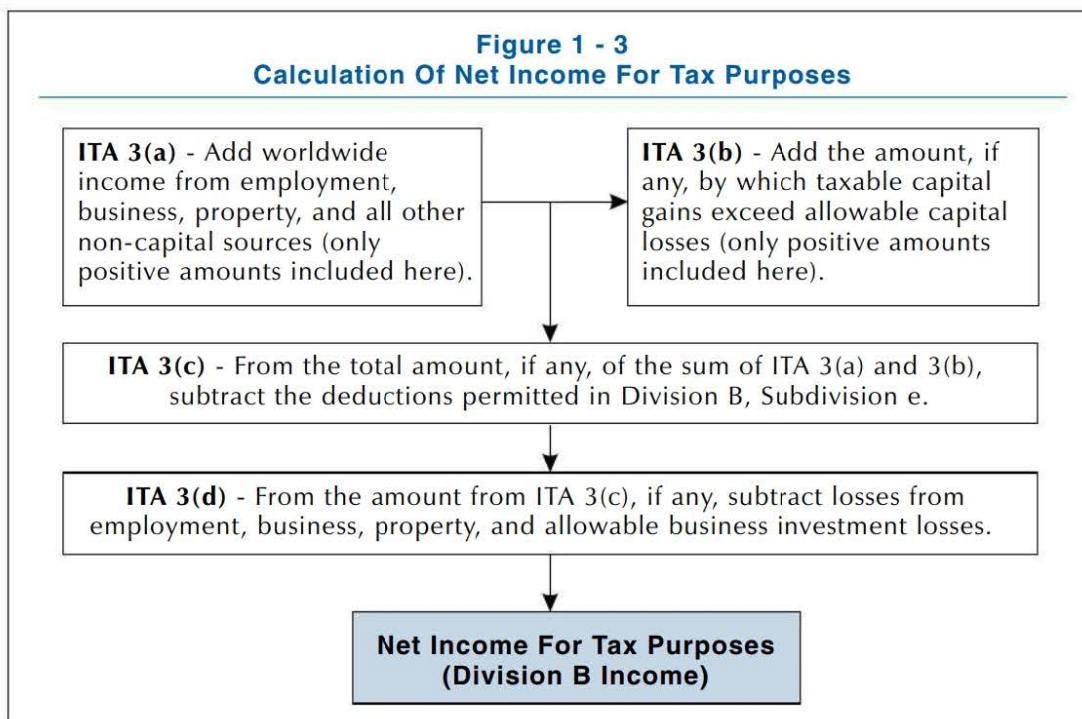 Figure 1 - 3
Calculation Of Net Income For Tax Purposes
ITA 3(a) - Add worldwide
income from employment,
business, property, and all other
non-capital sources (only
positive amounts included here).
ITA 3(b) - Add the amount, if
any, by which taxable capital
gains exceed allowable capital
losses (only positive amounts
included here).
ITA 3(c) - From the total amount, if any, of the sum of ITA 3(a) and 3(b),
subtract the deductions permitted in Division B, Subdivision e.
ITA 3(d) - From the amount from ITA 3(c), if any, subtract losses from
employment, business, property, and allowable business investment losses.
Net Income For Tax Purposes
(Division B Income)